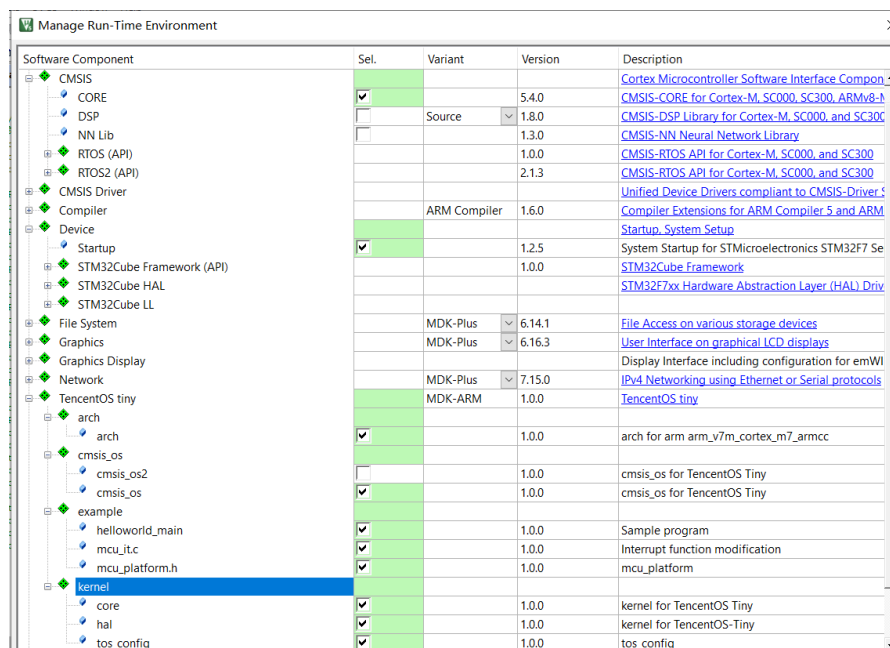 Manage Run-Time Environment
Software Component Sel. Variant Version Description
CMSIS Cortex Microcontroller Software Interface Compon
CORE 5.4.0 CMSIS-CORE for Cortex-M, SC000, SC300, ARMv8-M
DSP Source 1.8.0 CMSIS-DSP Library for Cortex-M, SC000, and SC300
NN Lib 1.3.0 CMSIS-NN Neural Network Library
RTOS (API) 1.0.0 CMSIS-RTOS API for Cortex-M, SC000, and SC300
RTOS2 (API) 2.1.3 CMSIS-RTOS API for Cortex-M, SC000, and SC300
CMSIS Driver Unified Device Drivers compliant to CMSIS-Driver S
Compiler ARM Compiler 1.6.0 Compiler Extensions for ARM Compiler 5 and ARM
Device Startup, System Setup
Startup 1.2.5 System Startup for STMicroelectronics STM32F7 Se
STM32Cube Framework (API) 1.0.0 STM32Cube Framework
STM32Cube HAL STM32F7xx Hardware Abstraction Layer (HAL) Driv
STM32Cube LL
File System MDK-Plus 6.14.1 File Access on various storage devices
Graphics MDK-Plus 6.16.3 User Interface on graphical LCD displays
Graphics Display Display Interface including configuration for emWI
Network MDK-Plus 7.15.0 IPv4 Networking using Ethernet or Serial protocols
TencentOS tiny MDK-ARM 1.0.0 TencentOS tiny
arch
arch 1.0.0 arch for arm arm_v7m_cortex_m7_armcc
cmsis_os
cmsis_os2 1.0.0 cmsis_os for TencentOS Tiny
cmsis_os 1.0.0 cmsis_os for TencentOS Tiny
example
helloworld_main 1.0.0 Sample program
mcu_it.c 1.0.0 Interrupt function modification
mcu_platform.h 1.0.0 mcu_platform
kernel
core 1.0.0 kernel for TencentOS Tiny
hal 1.0.0 kernel for TencentOS-Tiny
tos_config 1.0.0 tos_config